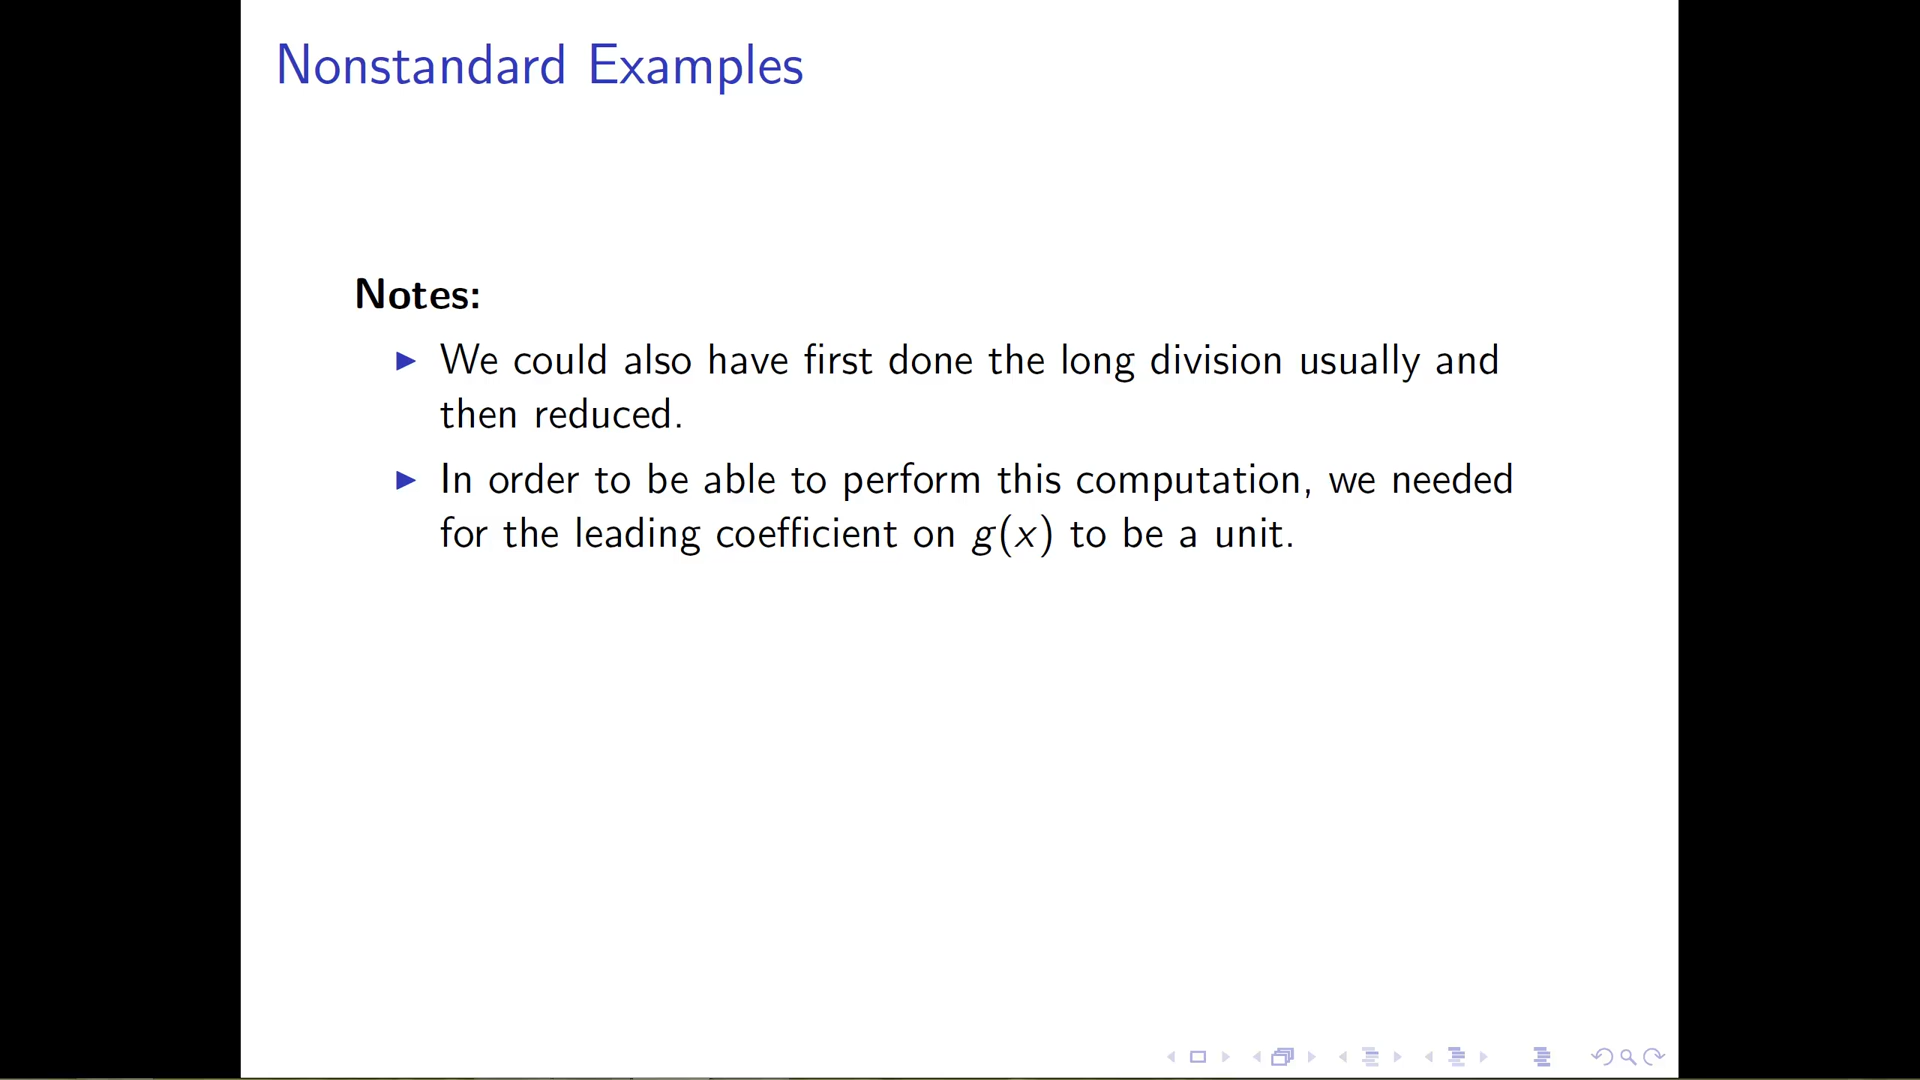 Nonstandard Examples
Notes:
▶ We could also have first done the long division usually and
then reduced.
▶ In order to be able to perform this computation, we needed
for the leading coefficient on g(x) to be a unit.